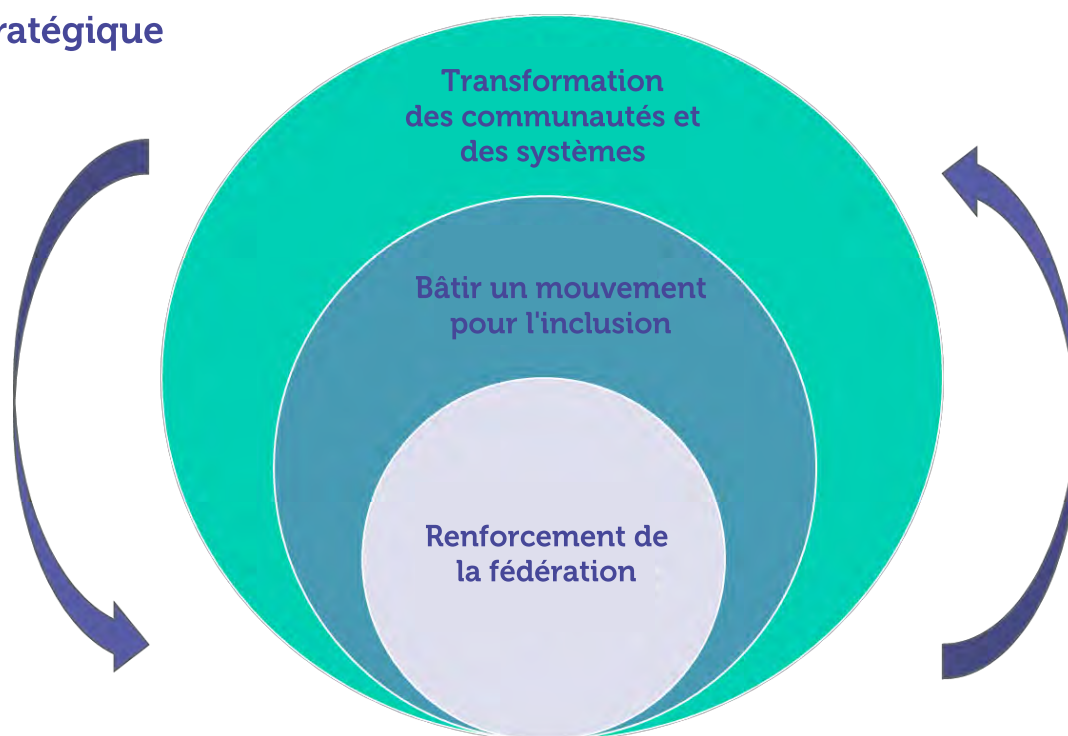 ratégique
Transformation
des communautés et
des systèmes
Bâtir un mouvement
pour l'inclusion
Renforcement de
la fédération